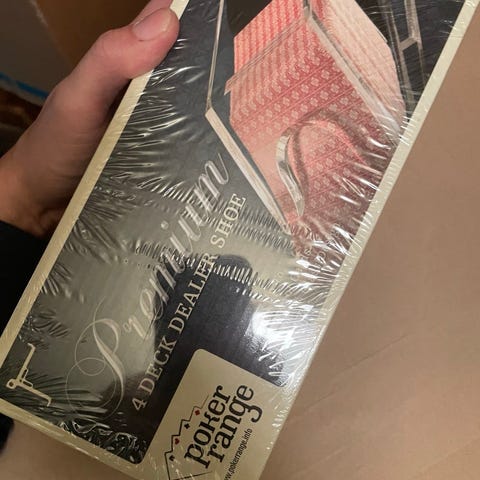 Premium
4 DECK DEALER SHOE
poker
range
www.pokerrange.info